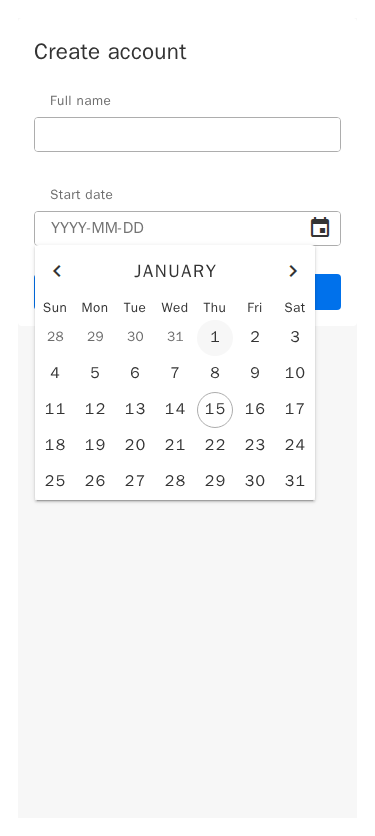 Create account
Full name
Start date
YYYY-MM-DD
JANUARY
Sun Mon Tue Wed Thu Fri Sat
28 29 30 31 1 2 3
4 5 6 7 8 9 10
11 12 13 14 15 16 17
18 19 20 21 22 23 24
25 26 27 28 29 30 31